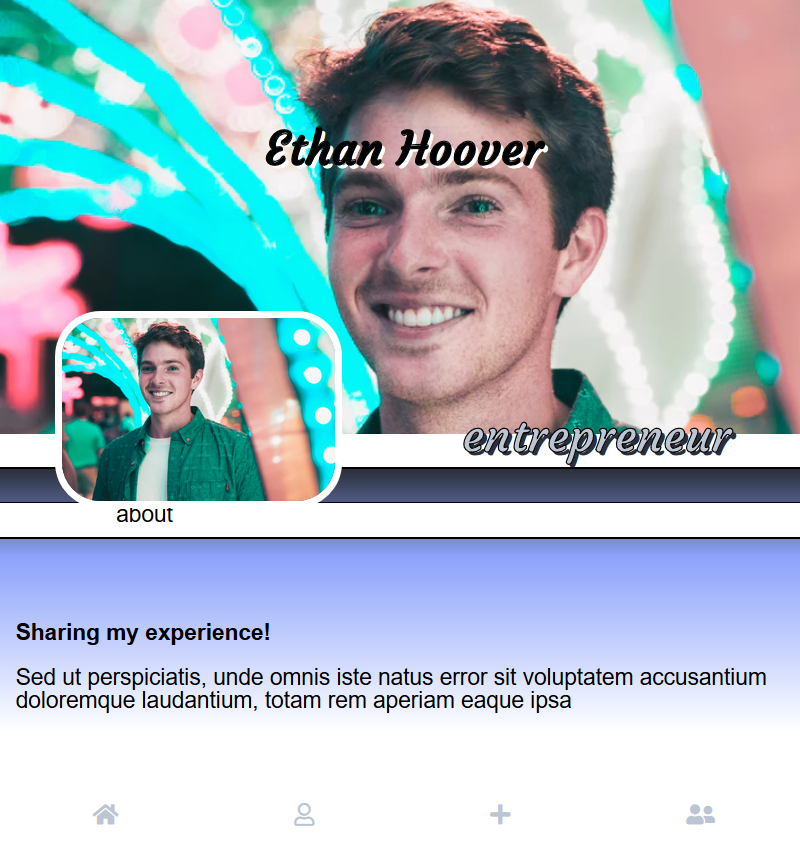 Ethan Hoover
entrepreneur
about
Sharing my experience!
Sed ut perspiciatis, unde omnis iste natus error sit voluptatem accusantium
doloremque laudantium, totam rem aperiam eaque ipsa